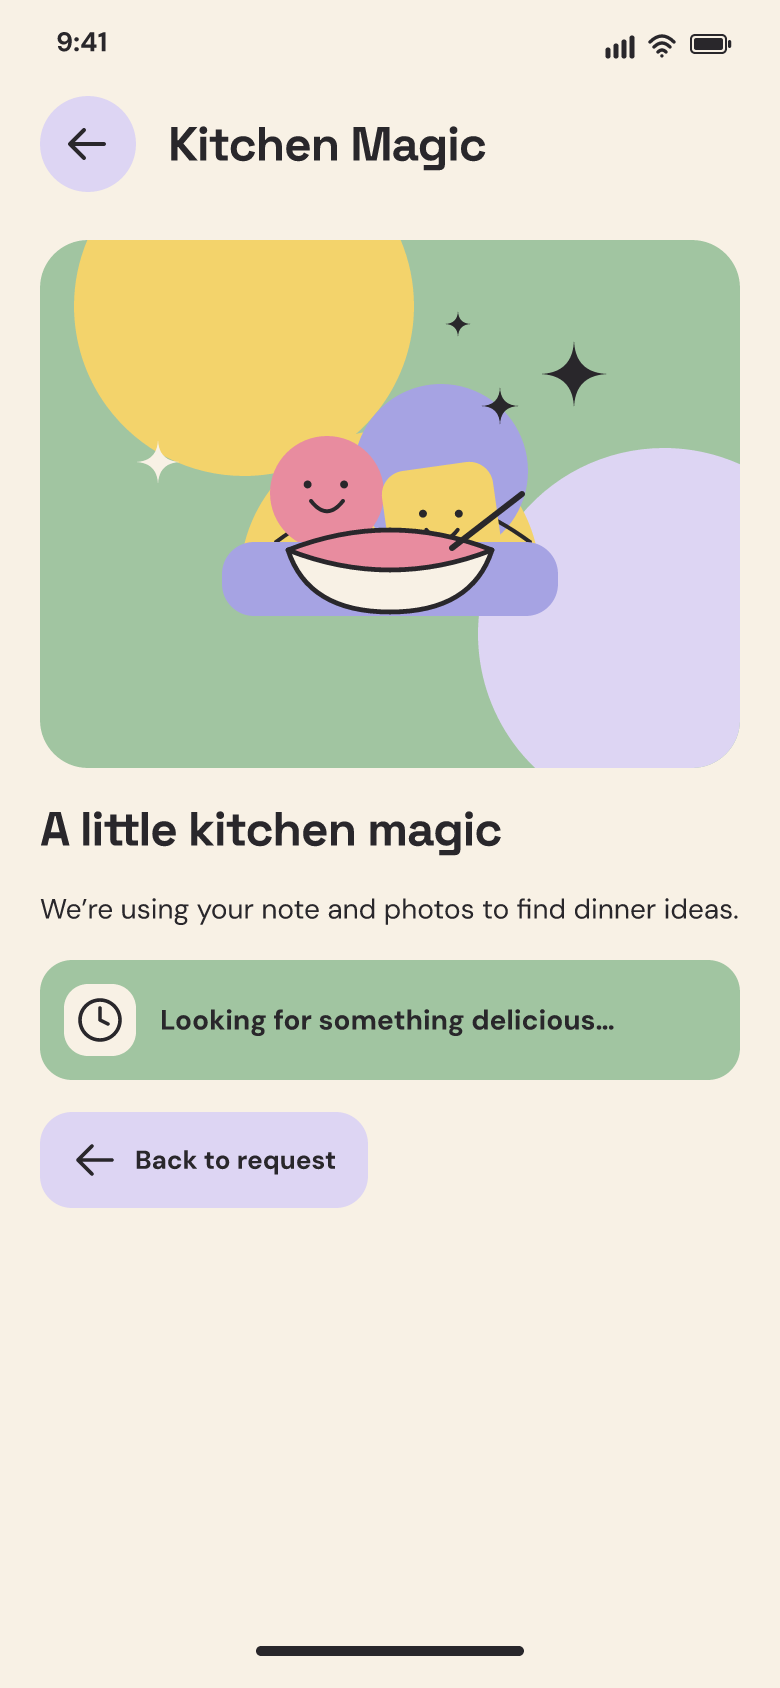 9:41
Kitchen Magic
A little kitchen magic
We’re using your note and photos to find dinner ideas.
Looking for something delicious…
Back to request